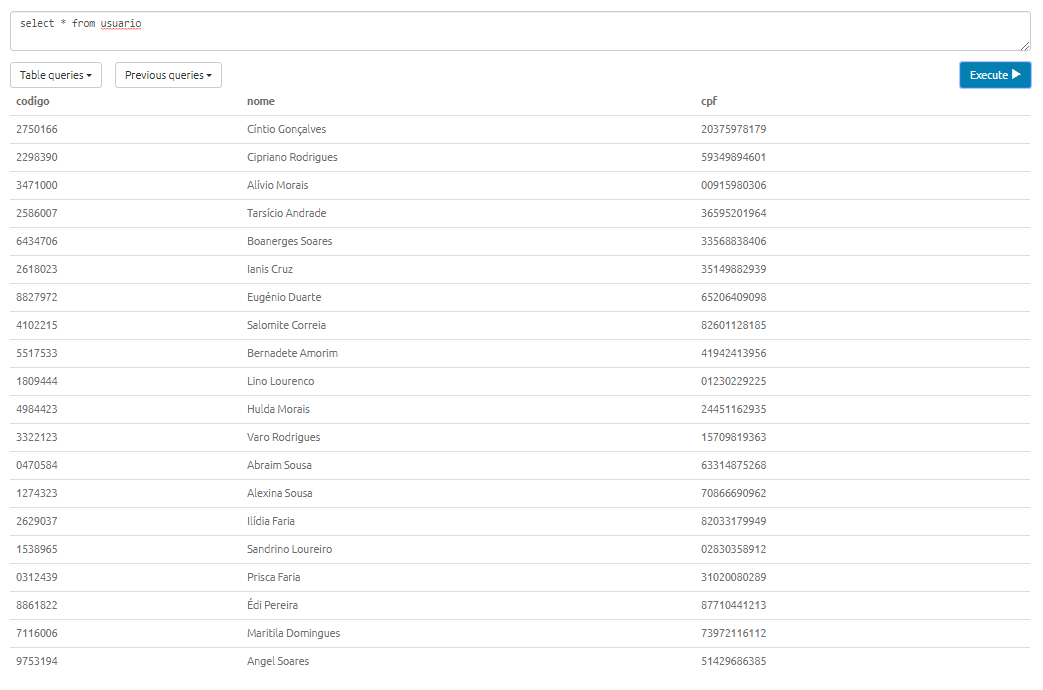 select * from usuario
Table queries Previous queries Execute
codigo nome cpf
2750166 Cíntio Gonçalves 20375978179
2298390 Cipriano Rodrigues 59349894601
3471000 Alívio Morais 00915980306
2586007 Tarsício Andrade 36595201964
6434706 Boanerges Soares 33568838406
2618023 Ianis Cruz 35149882939
8827972 Eugénio Duarte 65206409098
4102215 Salomite Correia 82601128185
5517533 Bernadete Amorim 41942413956
1809444 Lino Lourenco 01230229225
4984423 Hulda Morais 24451162935
3322123 Varo Rodrigues 15709819363
0470584 Abraim Sousa 63314875268
1274323 Alexina Sousa 70866690962
2629037 Ilídia Faria 82033179949
1538965 Sandrino Loureiro 02830358912
0312439 Prisca Faria 31020080289
8861822 Édi Pereira 87710441213
7116006 Maritila Domingues 73972116112
9753194 Angel Soares 51429686385